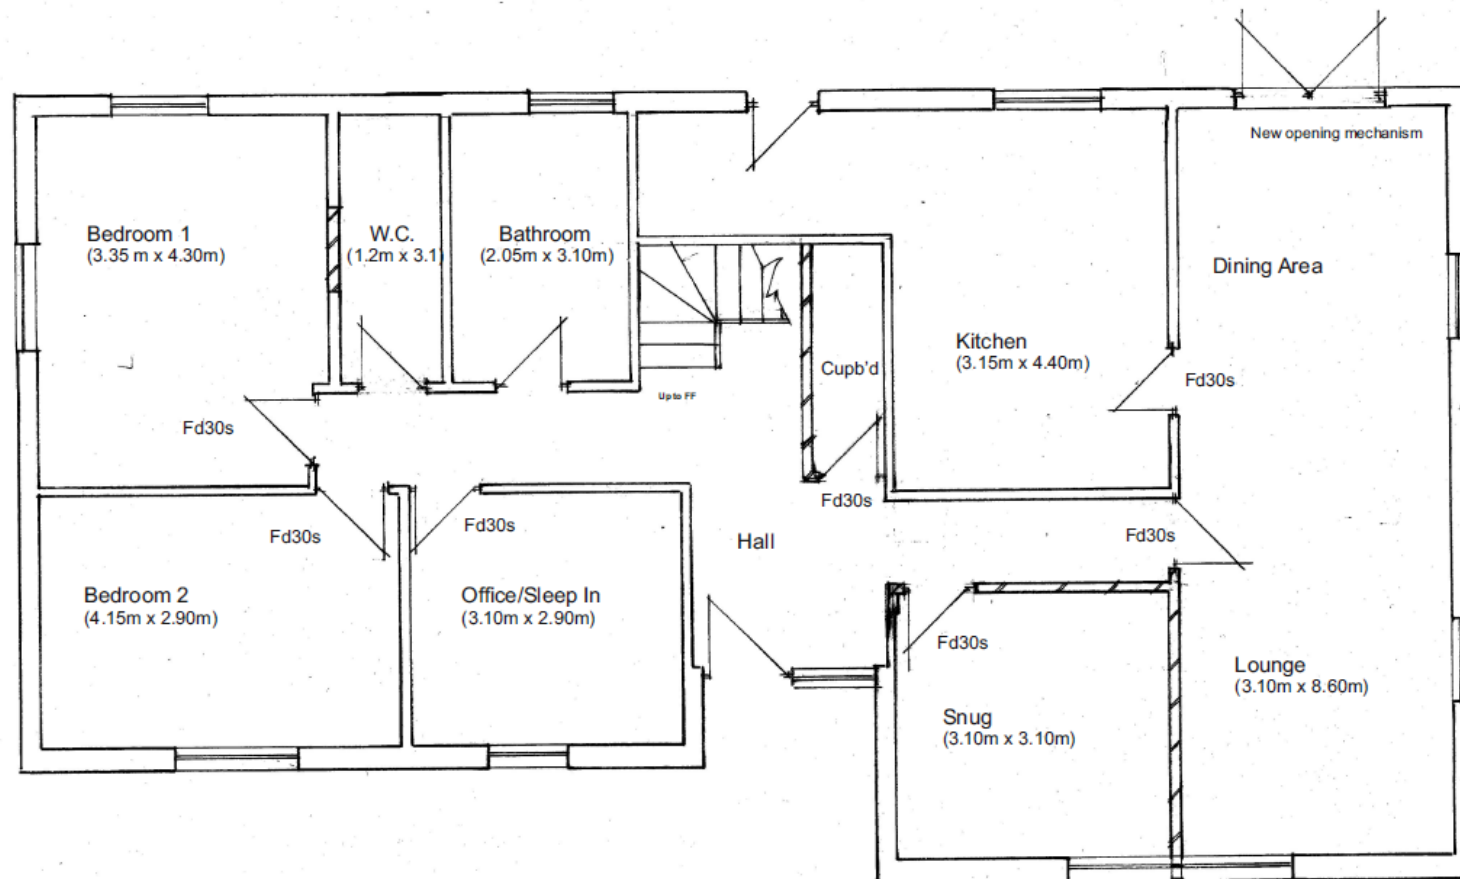 New opening mechanism
Bedroom 1
(3.35 m x 4.30m)
W.C.
(1.2m x 3.1)
Bathroom
(2.05m x 3.10m)
Dining Area
Kitchen
(3.15m x 4.40m)
Cupb'd
Fd30s
Up to FF
Fd30s
Fd30s
Fd30s
Fd30s
Fd30s
Hall
Bedroom 2
(4.15m x 2.90m)
Office/Sleep In
(3.10m x 2.90m)
Fd30s
Lounge
(3.10m x 8.60m)
Snug
(3.10m x 3.10m)